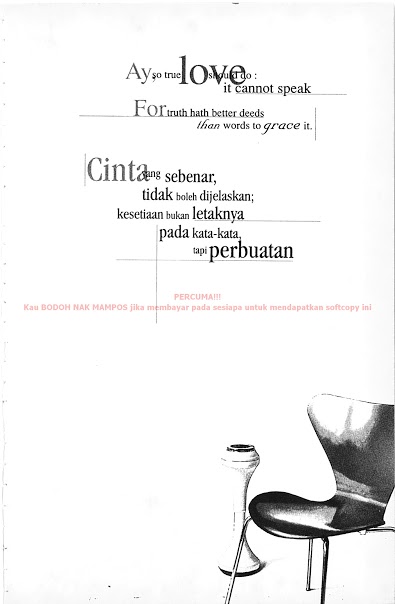 Ay, so true love should do :
it cannot speak
For truth hath better deeds
than words to grace it.
Cinta yang sebenar,
tidak boleh dijelaskan;
kesetiaan bukan letaknya
pada kata-kata,
tapi perbuatan
PERCUMA!!!
Kau BODOH NAK MAMPOS jika membayar pada sesiapa untuk mendapatkan softcopy ini